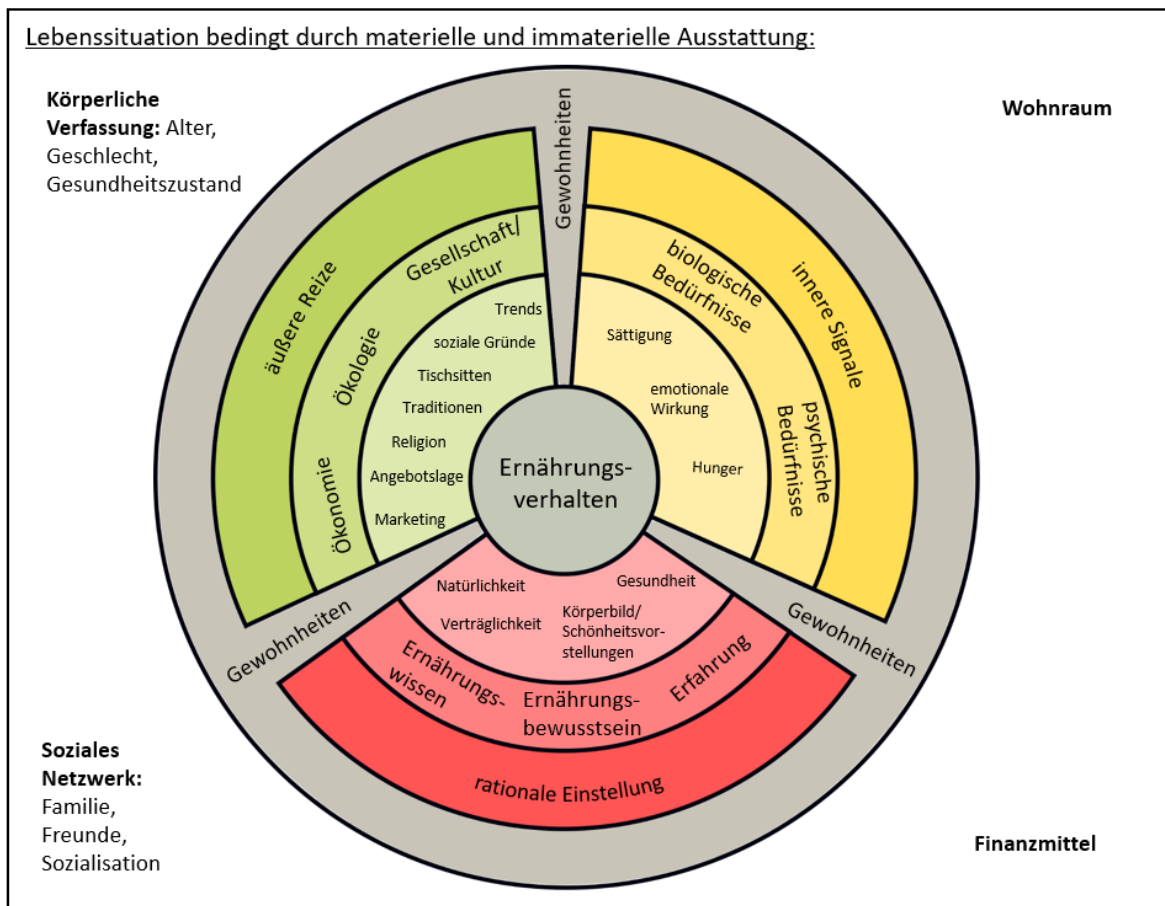 Lebenssituation bedingt durch materielle und immaterielle Ausstattung:
Körperliche
Verfassung: Alter,
Geschlecht,
Gesundheitszustand
Wohnraum
Gewohnheiten
äußere Reize
Gesellschaft/
Kultur
Ökologie
Ökonomie
Trends
soziale Gründe
Tischsitten
Traditionen
Religion
Angebotslage
Marketing
innere Signale
biologische
Bedürfnisse
psychische
Bedürfnisse
Sättigung
emotionale
Wirkung
Hunger
Ernährungs-
verhalten
Gewohnheiten
Gewohnheiten
Natürlichkeit
Gesundheit
Verträglichkeit
Körperbild/
Schönheitsvor-
stellungen
Ernährungs-
wissen
Ernährungs-
bewusstsein
Erfahrung
rationale Einstellung
Soziales
Netzwerk:
Familie,
Freunde,
Sozialisation
Finanzmittel